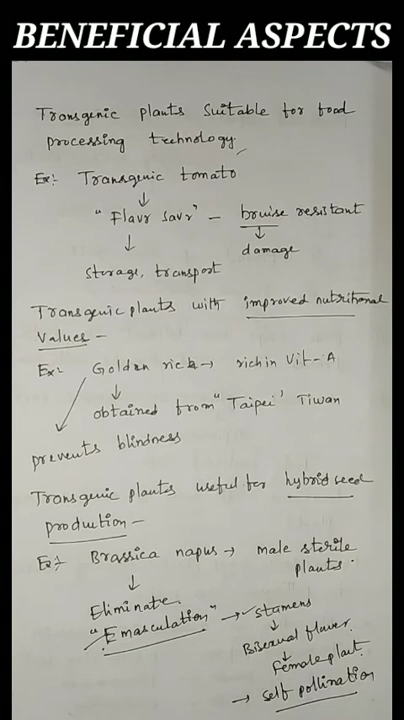 BENEFICIAL ASPECTS
Transgenic plants suitable for food
processing technology.
Ex:- Transgenic tomato
↓
"Flavr Savr" - bruise resistant
↓ ↓
damage
storage, transport
Transgenic plants with improved nutritional
values -
Ex:- Golden rice → rich in Vit-A
↓
obtained from "Taipei" Tiwan
prevents blindness
Transgenic plants useful for hybrid seed
production -
Ex:- Brassica napus → male sterile
plants.
↓
Eliminate
"Emasculation" → stamens
↓
Bisexual flower
↓
Female plant.
→ self pollination